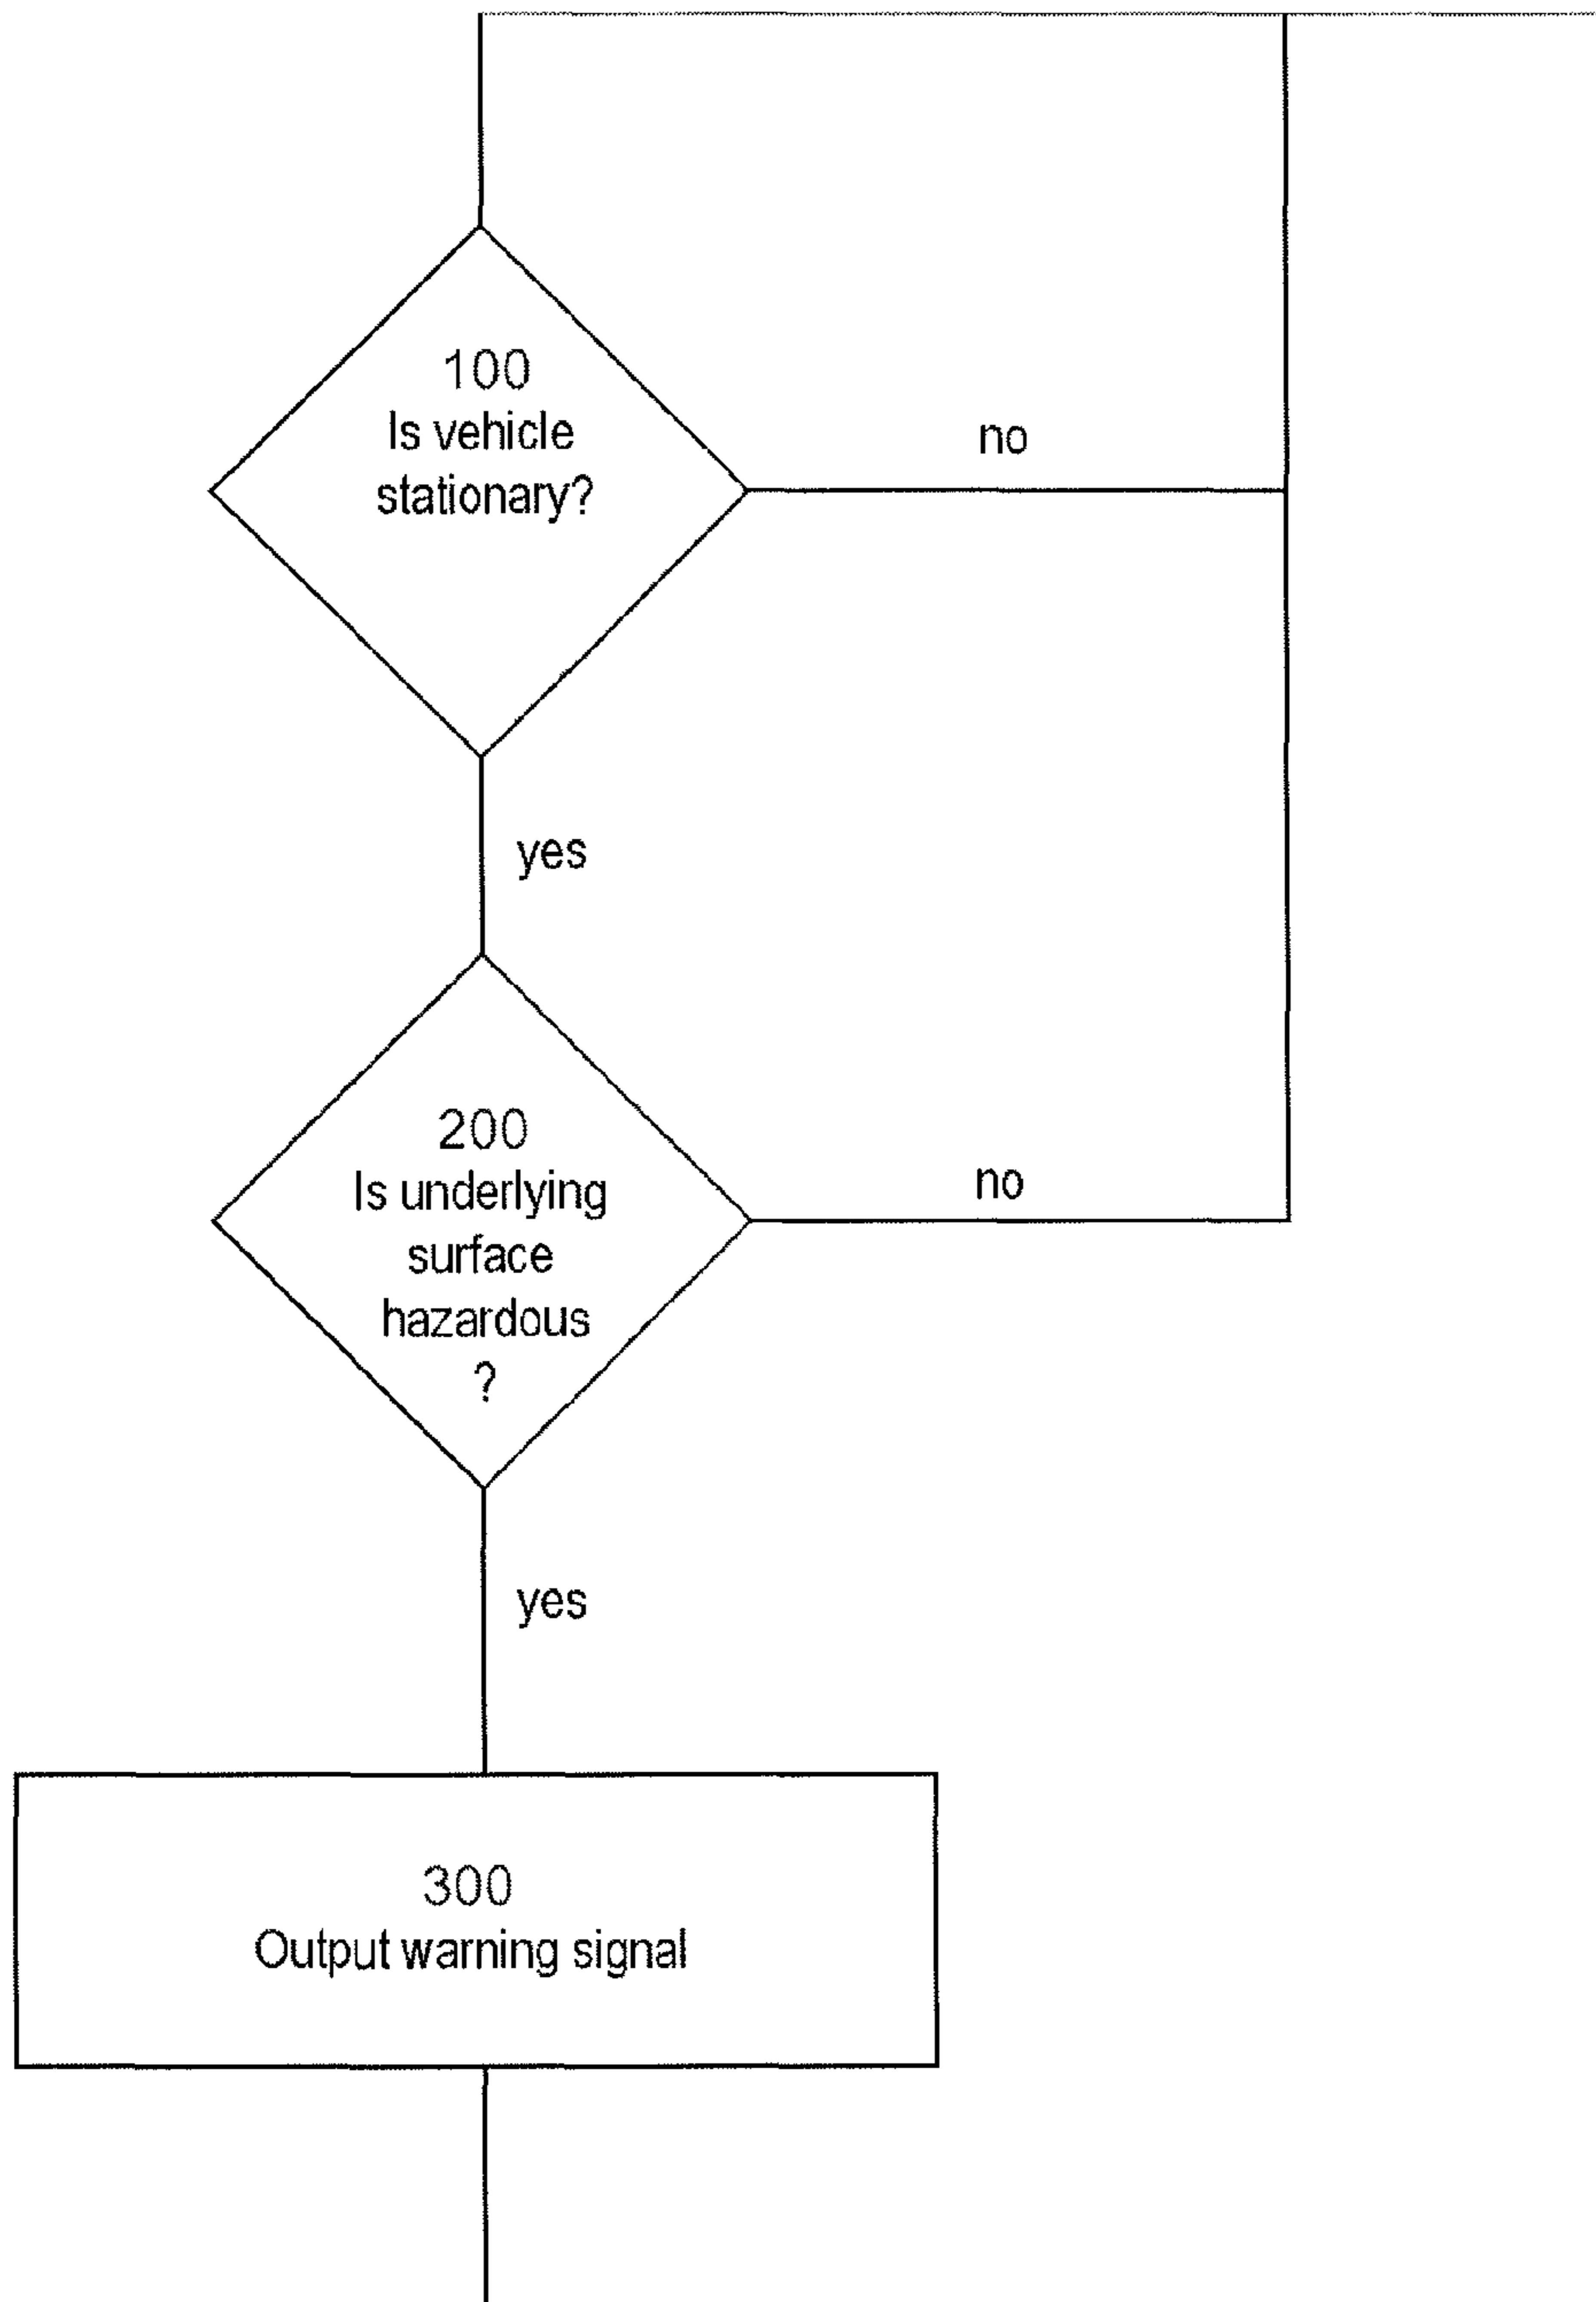 100
Is vehicle
stationary?
no
yes
200
Is underlying
surface
hazardous
?
no
yes
300
Output warning signal